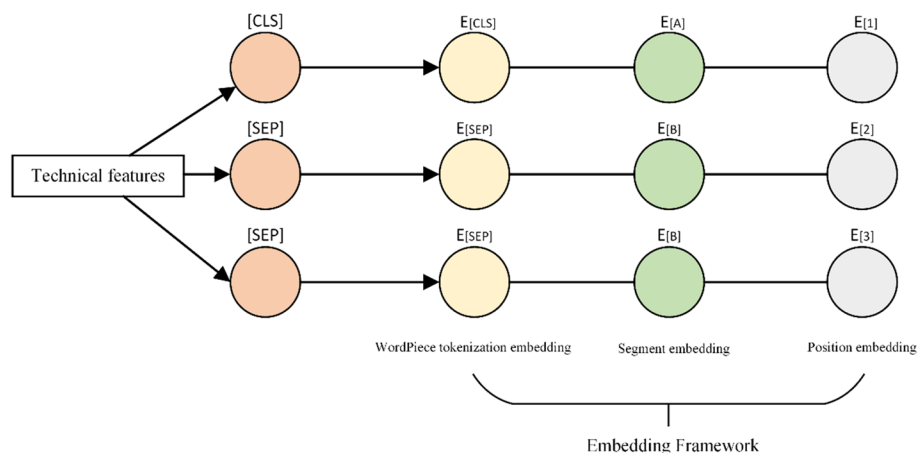 [CLS] E[CLS] E[A] E[1]
[SEP] E[SEP] E[B] E[2]
Technical features
[SEP] E[SEP] E[B] E[3]
WordPiece tokenization embedding Segment embedding Position embedding
Embedding Framework